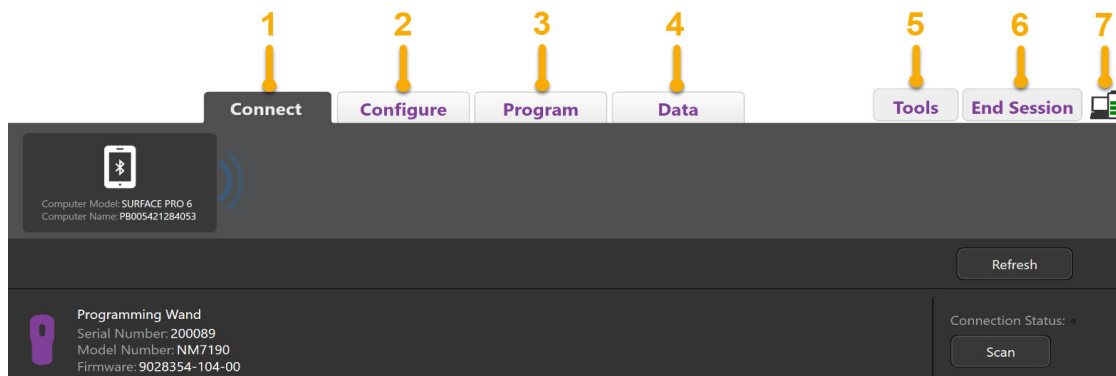 1 2 3 4 5 6 7
Connect Configure Program Data Tools End Session
Computer Model: SURFACE PRO 6
Computer Name: PB005421284053
Refresh
Programming Wand
Serial Number: 200089
Model Number: NM7190
Firmware: 9028354-104-00
Connection Status:
Scan